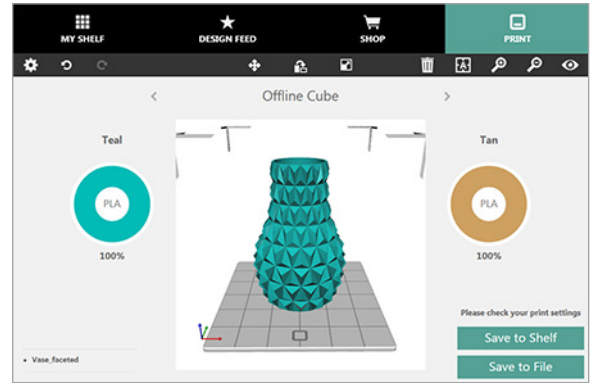 MY SHELF
DESIGN FEED
SHOP
PRINT
A
Offline Cube
Teal
PLA
100%
Tan
PLA
100%
Please check your print settings
Save to Shelf
Save to File
• Vase_faceted